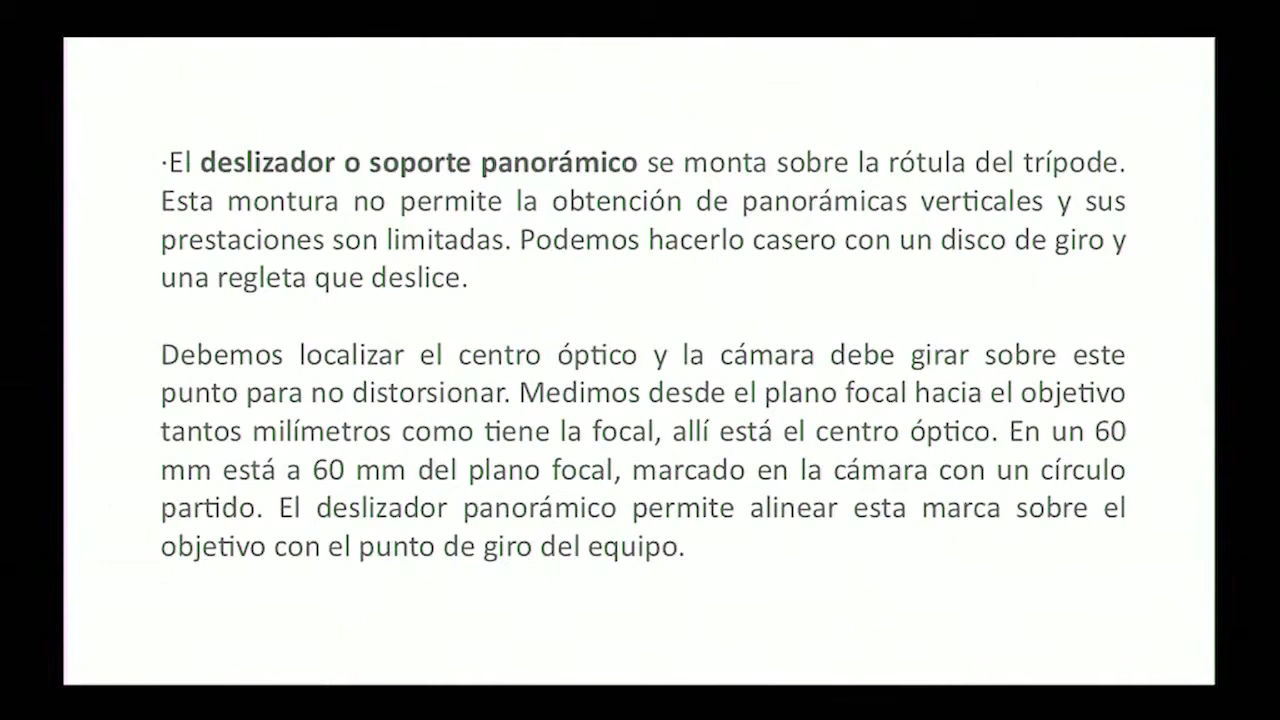 ·El deslizador o soporte panorámico se monta sobre la rótula del trípode.
Esta montura no permite la obtención de panorámicas verticales y sus
prestaciones son limitadas. Podemos hacerlo casero con un disco de giro y
una regleta que deslice.
Debemos localizar el centro óptico y la cámara debe girar sobre este
punto para no distorsionar. Medimos desde el plano focal hacia el objetivo
tantos milímetros como tiene la focal, allí está el centro óptico. En un 60
mm está a 60 mm del plano focal, marcado en la cámara con un círculo
partido. El deslizador panorámico permite alinear esta marca sobre el
objetivo con el punto de giro del equipo.